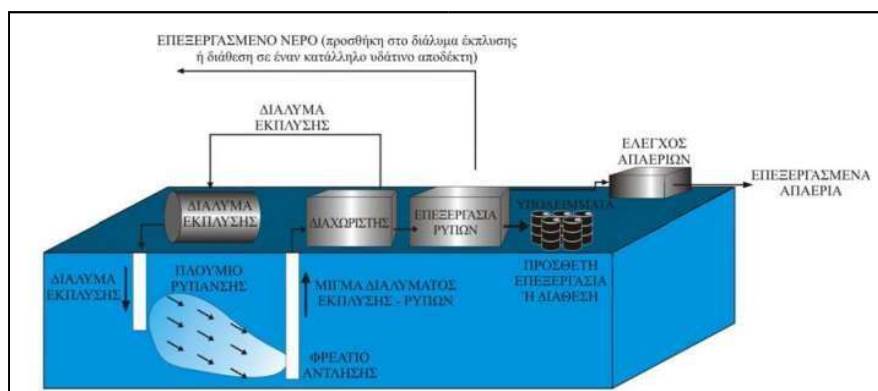 ΕΠΕΞΕΡΓΑΣΜΕΝΟ ΝΕΡΟ (προσθήκη στο διάλυμα έκπλυσης
ή διάθεση σε έναν κατάλληλο υδάτινο αποδέκτη)
ΔΙΑΛΥΜΑ
ΕΚΠΛΥΣΗΣ
ΕΛΕΓΧΟΣ
ΑΠΑΕΡΙΩΝ
ΕΠΕΞΕΡΓΑΣΜΕΝΑ
ΑΠΑΕΡΙΑ
ΔΙΑΛΥΜΑ
ΕΚΠΛΥΣΗΣ
ΔΙΑΧΩΡΙΣΤΗΣ
ΕΠΕΞΕΡΓΑΣΙΑ
ΡΥΠΩΝ
ΥΠΟΛΕΙΜΜΑΤΑ
ΔΙΑΛΥΜΑ
ΕΚΠΛΥΣΗΣ
ΠΛΟΥΜΙΟ
ΡΥΠΑΝΣΗΣ
ΜΙΓΜΑ ΔΙΑΛΥΜΑΤΟΣ
ΕΚΠΛΥΣΗΣ - ΡΥΠΩΝ
ΠΡΟΣΘΕΤΗ
ΕΠΕΞΕΡΓΑΣΙΑ
Ή ΔΙΑΘΕΣΗ
ΦΡΕΑΤΙΟ
ΑΝΤΛΗΣΗΣ